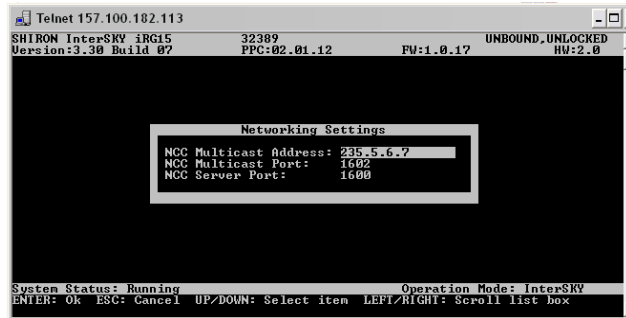 Telnet 157.100.182.113
SHIRON InterSKY iRG15 32389 UNBOUND,UNLOCKED
Version:3.30 Build 07 PPC:02.01.12 FW:1.0.17 HW:2.0
Networking Settings
NCC Multicast Address: 235.5.6.7
NCC Multicast Port: 1602
NCC Server Port: 1600
System Status: Running Operation Mode: InterSKY
ENTER: Ok ESC: Cancel UP/DOWN: Select item LEFT/RIGHT: Scroll list box